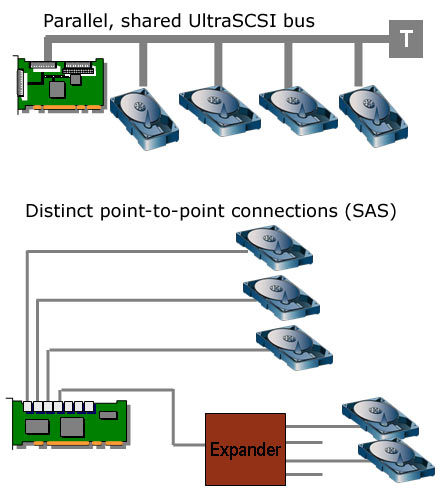 Parallel, shared UltraSCSI bus
T
Distinct point-to-point connections (SAS)
Expander